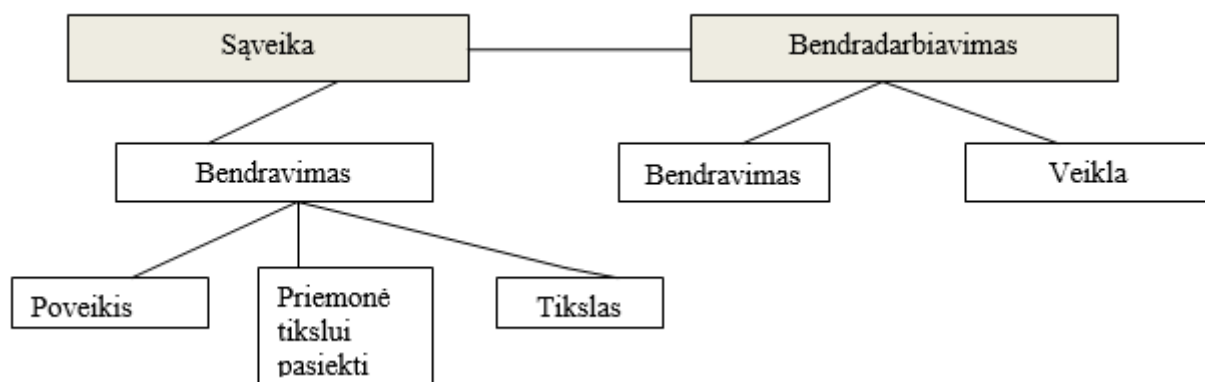 Sąveika
Bendradarbiavimas
Bendravimas
Bendravimas
Veikla
Poveikis
Priemonė
tikslui
pasiekti
Tikslas